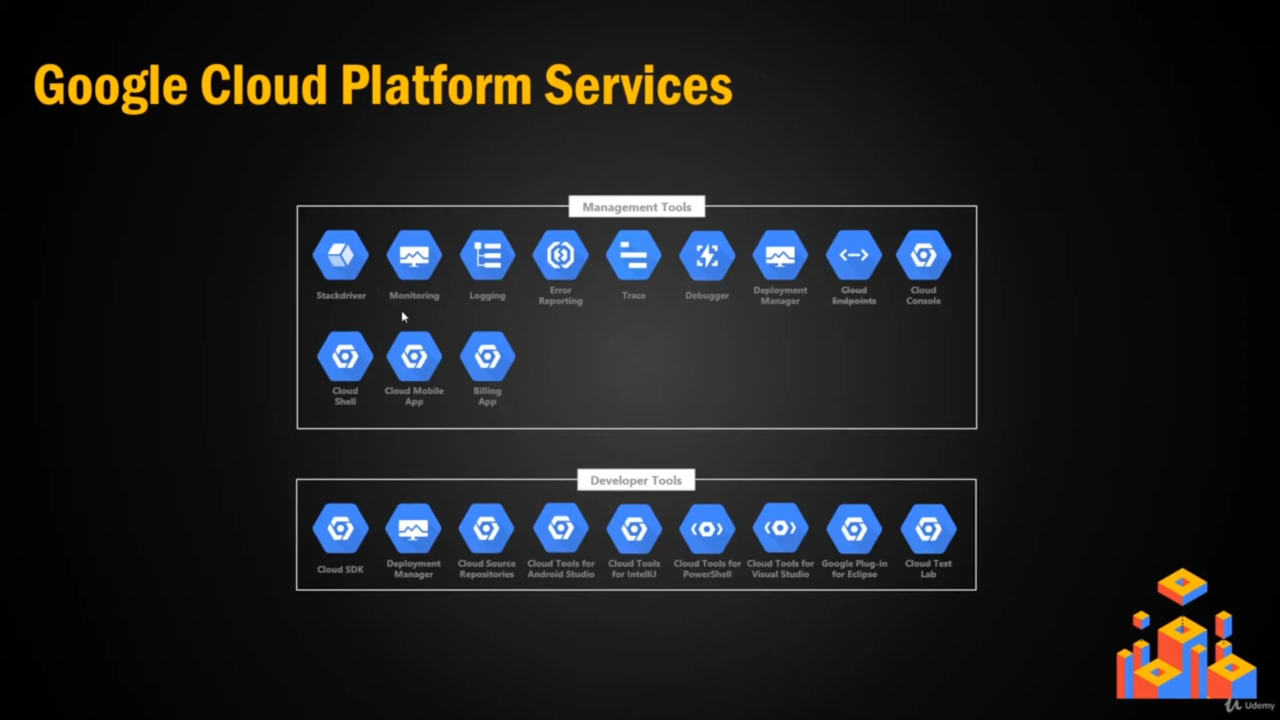 Google Cloud Platform Services
Management Tools
Stackdriver
Monitoring
Logging
Error
Reporting
Trace
Debugger
Deployment
Manager
Cloud
Endpoints
Cloud
Console
Cloud
Shell
Cloud Mobile
App
Billing
App
Developer Tools
Cloud SDK
Deployment
Manager
Cloud Source
Repositories
Cloud Tools for
Android Studio
Cloud Tools
for IntelliJ
Cloud Tools for
PowerShell
Cloud Tools for
Visual Studio
Google Plug-in
for Eclipse
Cloud Test
Lab
Udemy